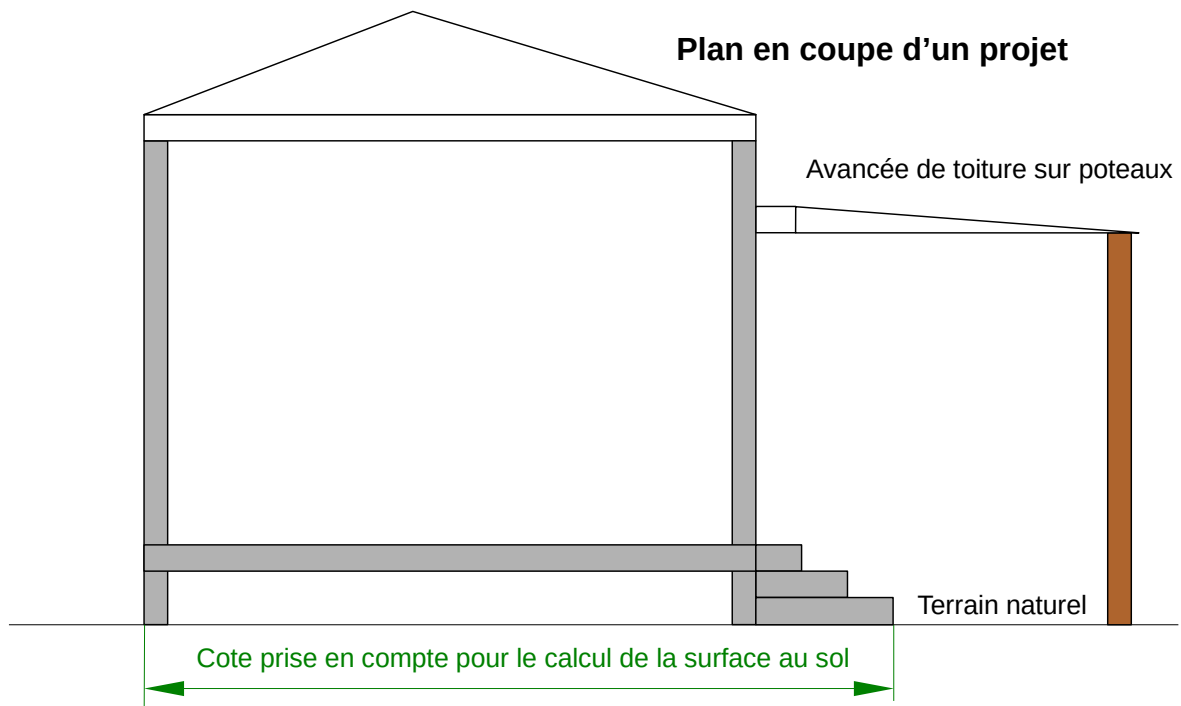 Plan en coupe d’un projet
Avancée de toiture sur poteaux
Terrain naturel
Cote prise en compte pour le calcul de la surface au sol